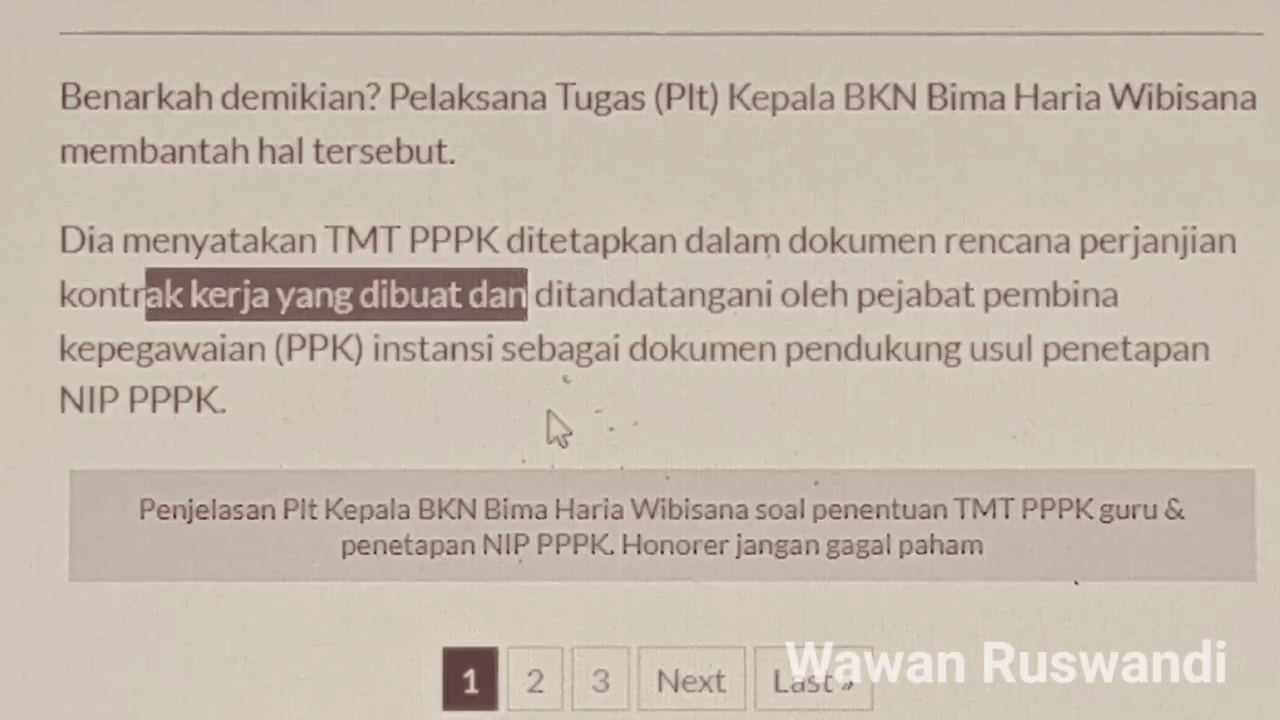 Benarkah demikian? Pelaksana Tugas (Plt) Kepala BKN Bima Haria Wibisana
membantah hal tersebut.
Dia menyatakan TMT PPPK ditetapkan dalam dokumen rencana perjanjian
kontrak kerja yang dibuat dan ditandatangani oleh pejabat pembina
kepegawaian (PPK) instansi sebagai dokumen pendukung usul penetapan
NIP PPPK.
Penjelasan Plt Kepala BKN Bima Haria Wibisana soal penentuan TMT PPPK guru &
penetapan NIP PPPK. Honorer jangan gagal paham
1 2 3 Next Last »
Wawan Ruswandi